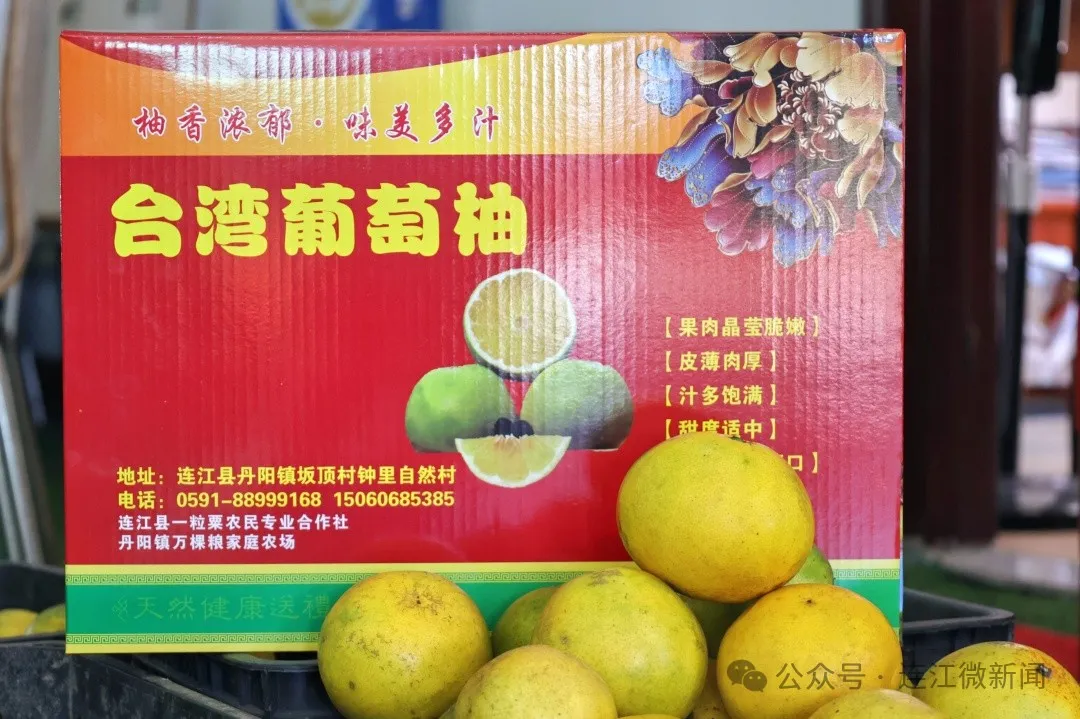 柚香浓郁·味美多汁
台湾葡萄柚
【果肉晶莹脆嫩】
【皮薄肉厚】
【汁多饱满】
【甜度适中】
口】
地址：连江县丹阳镇坂顶村钟里自然村
电话：0591-88999168 15060685385
连江县一粒粟农民专业合作社
丹阳镇万棵粮家庭农场
天然健康送禮
公众号·连江微新闻